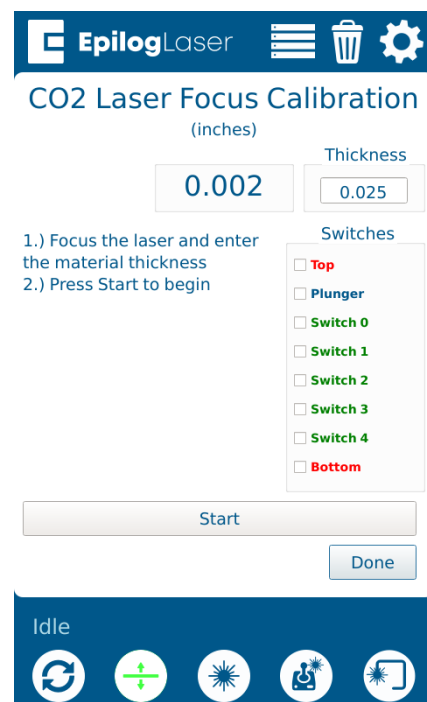 EpilogLaser
CO2 Laser Focus Calibration
(inches)
Thickness
0.002
0.025
1.) Focus the laser and enter
the material thickness
2.) Press Start to begin
Switches
Top
Plunger
Switch 0
Switch 1
Switch 2
Switch 3
Switch 4
Bottom
Start
Done
Idle